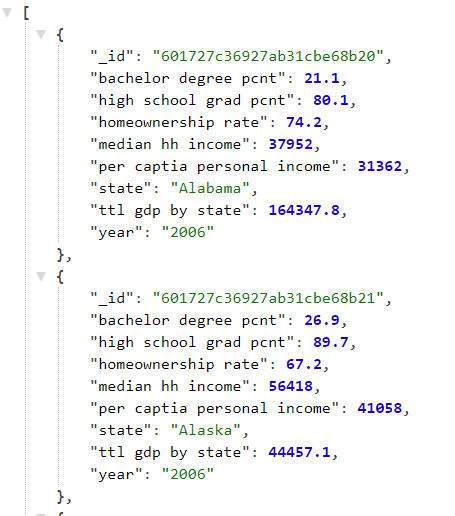 [
{
"_id": "601727c36927ab31cbe68b20",
"bachelor degree pcnt": 21.1,
"high school grad pcnt": 80.1,
"homeownership rate": 74.2,
"median hh income": 37952,
"per captia personal income": 31362,
"state": "Alabama",
"ttl gdp by state": 164347.8,
"year": "2006"
},
{
"_id": "601727c36927ab31cbe68b21",
"bachelor degree pcnt": 26.9,
"high school grad pcnt": 89.7,
"homeownership rate": 67.2,
"median hh income": 56418,
"per captia personal income": 41058,
"state": "Alaska",
"ttl gdp by state": 44457.1,
"year": "2006"
},
{